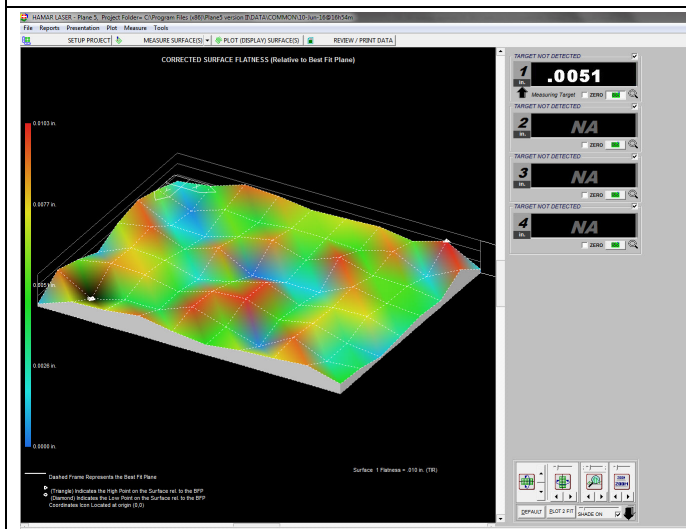 HAMAR LASER - Plane 5, Project Folder= C:\Program Files (x86)\Plane5 version II\DATA\COMMON\10-Jun-16@16h54m
File Reports Presentation Plot Measure Tools
SETUP PROJECT MEASURE SURFACE(S) PLOT (DISPLAY) SURFACE(S) REVIEW / PRINT DATA
CORRECTED SURFACE FLATNESS (Relative to Best Fit Plane)
TARGET NOT DETECTED
1 .0051
in.
Measuring Target ZERO
TARGET NOT DETECTED
2 NA
in.
ZERO
TARGET NOT DETECTED
3 NA
in.
ZERO
TARGET NOT DETECTED
4 NA
in.
ZERO
0.0103 in.
0.0077 in.
0.0051 in.
0.0026 in.
0.0000 in.
Surface 1 Flatness = .010 in. (TIR)
Dashed Frame Represents the Best Fit Plane
(Triangle) Indicates the High Point on the Surface rel. to the BFP
(Diamond) Indicates the Low Point on the Surface rel. to the BFP
Coordinates Icon Located at origin (0,0)
ZOOM
DEFAULT PLOT 2 FIT SHADE ON